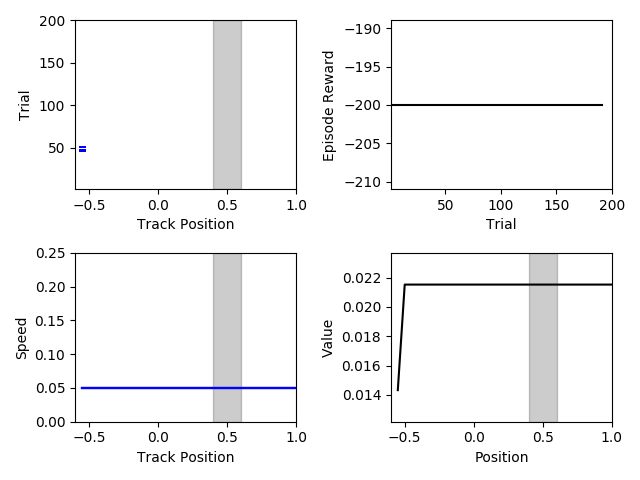 200
150
100
50
Trial
−0.5 0.0 0.5 1.0
Track Position
−190
−195
−200
−205
−210
Episode Reward
50 100 150 200
Trial
0.25
0.20
0.15
0.10
0.05
0.00
Speed
−0.5 0.0 0.5 1.0
Track Position
0.022
0.020
0.018
0.016
0.014
Value
−0.5 0.0 0.5 1.0
Position